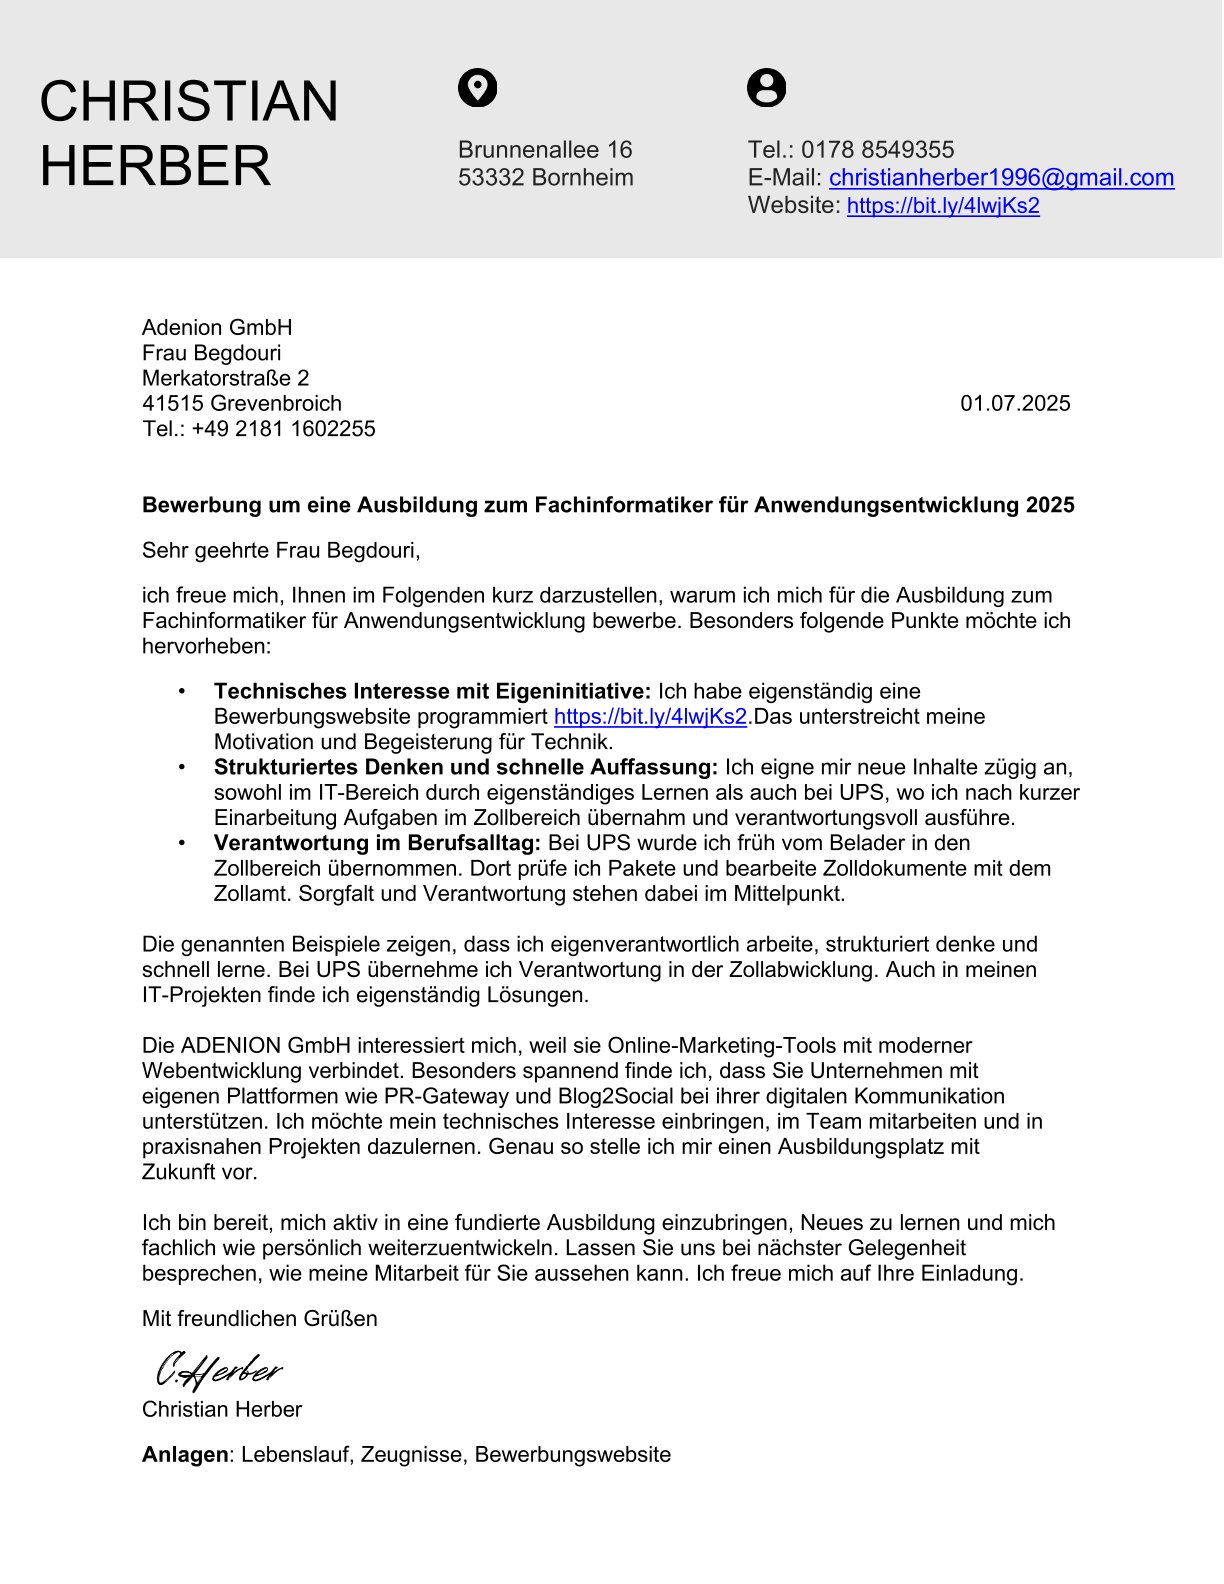 CHRISTIAN
HERBER
Brunnenallee 16
53332 Bornheim
Tel.: 0178 8549355
E-Mail: christianherber1996@gmail.com
Website: https://bit.ly/4lwjKs2
Adenion GmbH
Frau Begdouri
Merkatorstraße 2
41515 Grevenbroich
01.07.2025
Tel.: +49 2181 1602255
Bewerbung um eine Ausbildung zum Fachinformatiker für Anwendungsentwicklung 2025
Sehr geehrte Frau Begdouri,
ich freue mich, Ihnen im Folgenden kurz darzustellen, warum ich mich für die Ausbildung zum
Fachinformatiker für Anwendungsentwicklung bewerbe. Besonders folgende Punkte möchte ich
hervorheben:
• Technisches Interesse mit Eigeninitiative: Ich habe eigenständig eine
Bewerbungswebsite programmiert https://bit.ly/4lwjKs2.Das unterstreicht meine
Motivation und Begeisterung für Technik.
• Strukturiertes Denken und schnelle Auffassung: Ich eigne mir neue Inhalte zügig an,
sowohl im IT-Bereich durch eigenständiges Lernen als auch bei UPS, wo ich nach kurzer
Einarbeitung Aufgaben im Zollbereich übernahm und verantwortungsvoll ausführe.
• Verantwortung im Berufsalltag: Bei UPS wurde ich früh vom Belader in den
Zollbereich übernommen. Dort prüfe ich Pakete und bearbeite Zolldokumente mit dem
Zollamt. Sorgfalt und Verantwortung stehen dabei im Mittelpunkt.
Die genannten Beispiele zeigen, dass ich eigenverantwortlich arbeite, strukturiert denke und
schnell lerne. Bei UPS übernehme ich Verantwortung in der Zollabwicklung. Auch in meinen
IT-Projekten finde ich eigenständig Lösungen.
Die ADENION GmbH interessiert mich, weil sie Online-Marketing-Tools mit moderner
Webentwicklung verbindet. Besonders spannend finde ich, dass Sie Unternehmen mit
eigenen Plattformen wie PR-Gateway und Blog2Social bei ihrer digitalen Kommunikation
unterstützen. Ich möchte mein technisches Interesse einbringen, im Team mitarbeiten und in
praxisnahen Projekten dazulernen. Genau so stelle ich mir einen Ausbildungsplatz mit
Zukunft vor.
Ich bin bereit, mich aktiv in eine fundierte Ausbildung einzubringen, Neues zu lernen und mich
fachlich wie persönlich weiterzuentwickeln. Lassen Sie uns bei nächster Gelegenheit
besprechen, wie meine Mitarbeit für Sie aussehen kann. Ich freue mich auf Ihre Einladung.
Mit freundlichen Grüßen
C.Herber
Christian Herber
Anlagen: Lebenslauf, Zeugnisse, Bewerbungswebsite